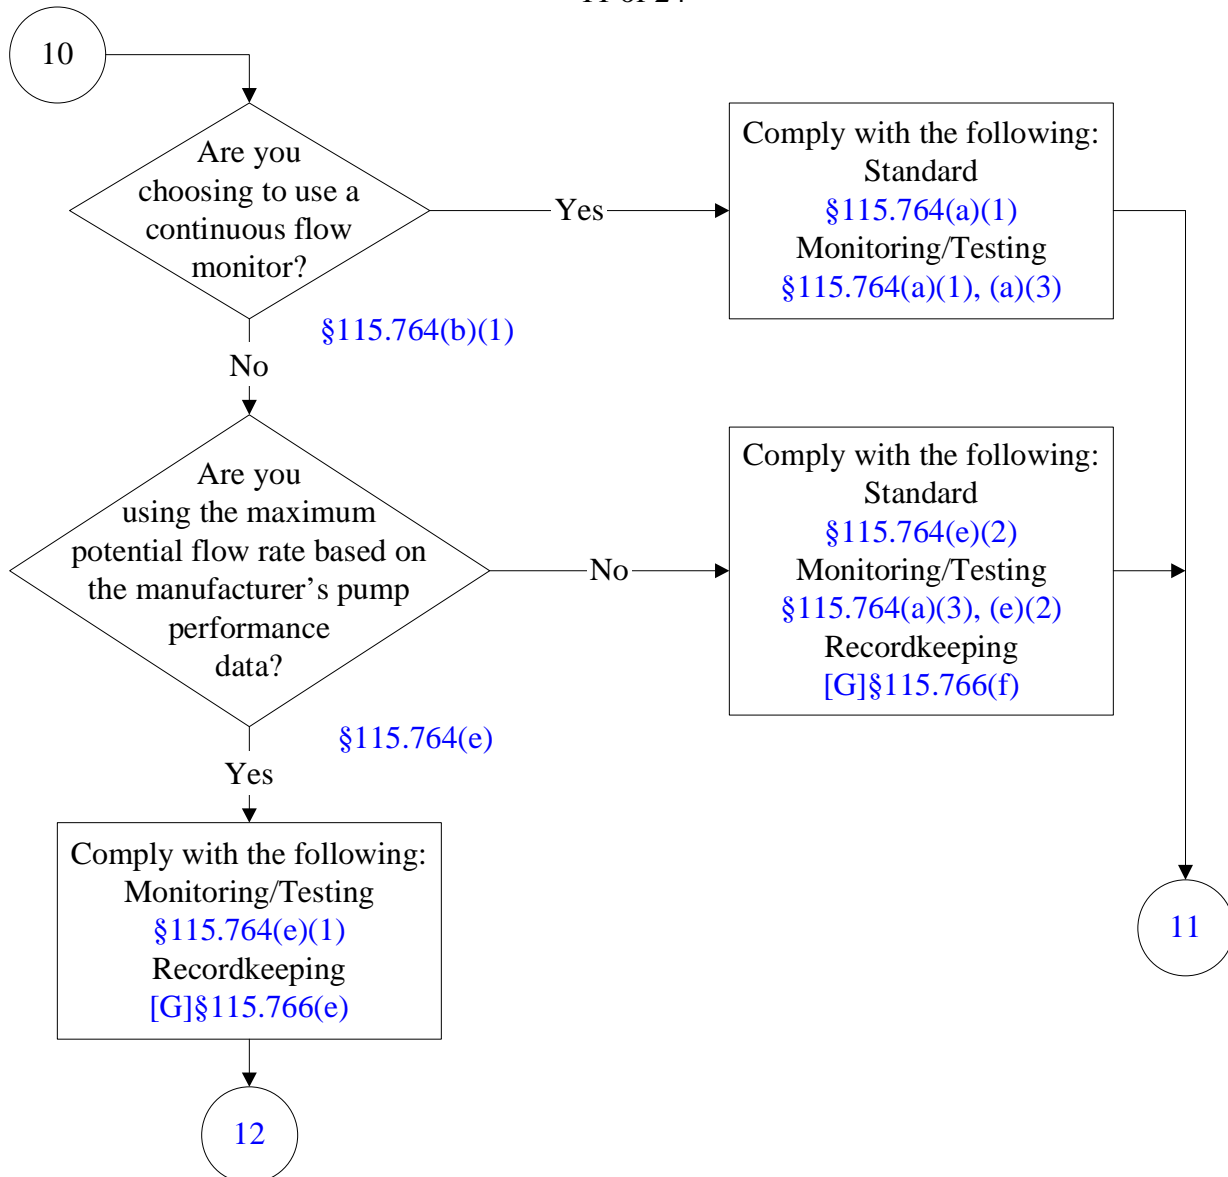 11 of 24
10
Are you
choosing to use a
continuous flow
monitor?
§115.764(b)(1)
Yes
Comply with the following:
Standard
§115.764(a)(1)
Monitoring/Testing
§115.764(a)(1), (a)(3)
No
Are you
using the maximum
potential flow rate based on
the manufacturer's pump
performance
data?
§115.764(e)
No
Comply with the following:
Standard
§115.764(e)(2)
Monitoring/Testing
§115.764(a)(3), (e)(2)
Recordkeeping
[G]§115.766(f)
11
Yes
Comply with the following:
Monitoring/Testing
§115.764(e)(1)
Recordkeeping
[G]§115.766(e)
12